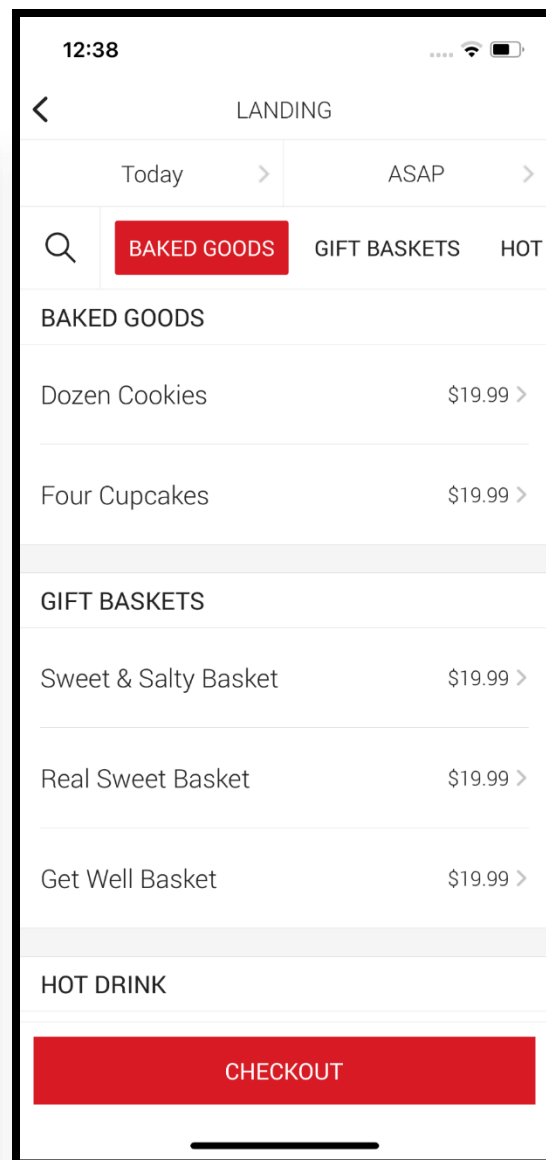 12:38
LANDING
Today ASAP
BAKED GOODS GIFT BASKETS HOT
BAKED GOODS
Dozen Cookies $19.99
Four Cupcakes $19.99
GIFT BASKETS
Sweet & Salty Basket $19.99
Real Sweet Basket $19.99
Get Well Basket $19.99
HOT DRINK
CHECKOUT